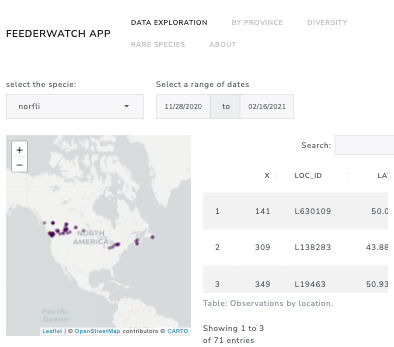 FEEDERWATCH APP
DATA EXPLORATION BY PROVINCE DIVERSITY
RARE SPECIES ABOUT
select the specie:
norfli
Select a range of dates
11/28/2020 to 02/16/2021
+
−
NORTH
AMERICA
Pacific
Ocean
Leaflet | © OpenStreetMap contributors © CARTO
Search:
X LOC_ID LA
1 141 L630109 50.0
2 309 L138283 43.88
3 349 L19463 50.93
Table: Observations by location.
Showing 1 to 3
of 71 entries